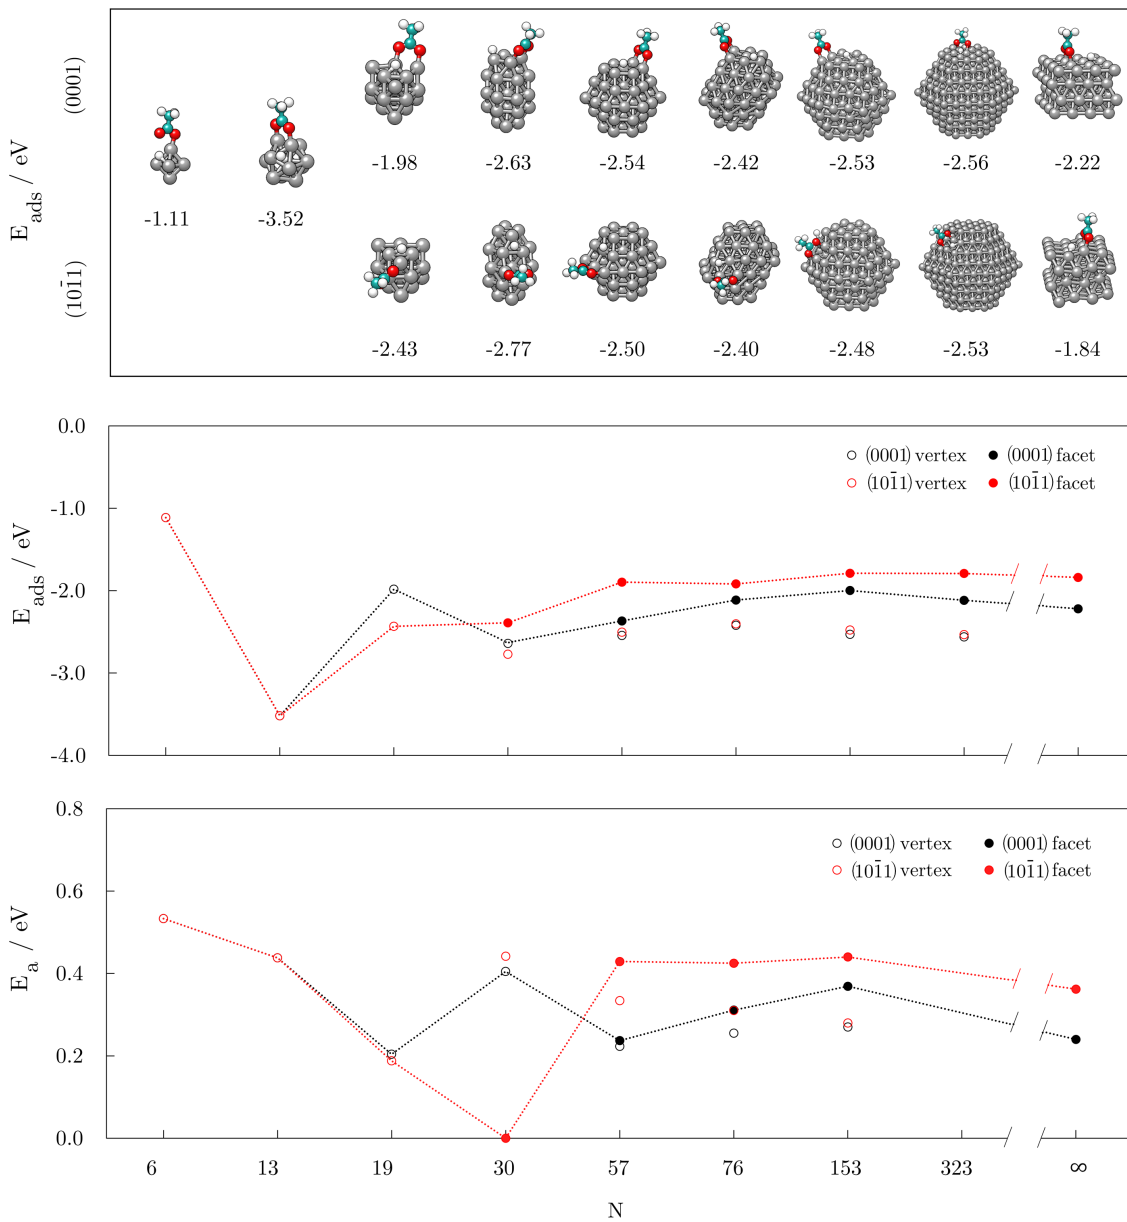 E_ads / eV
(0001)
-1.11
-3.52
-1.98
-2.63
-2.54
-2.42
-2.53
-2.56
-2.22
(101̄1)
-2.43
-2.77
-2.50
-2.40
-2.48
-2.53
-1.84
E_ads / eV
0.0
-1.0
-2.0
-3.0
-4.0
(0001) vertex
(0001) facet
(101̄1) vertex
(101̄1) facet
E_a / eV
0.8
0.6
0.4
0.2
0.0
(0001) vertex
(0001) facet
(101̄1) vertex
(101̄1) facet
6 13 19 30 57 76 153 323 ∞
N